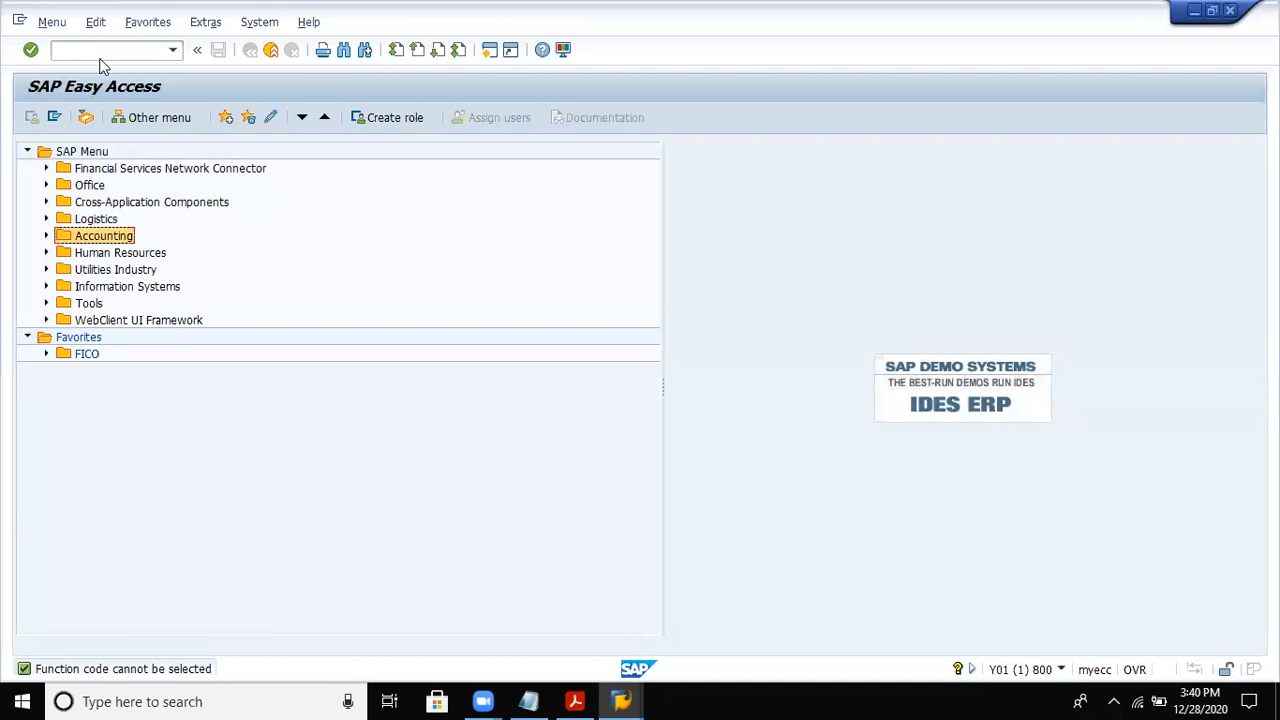 Menu Edit Favorites Extras System Help
SAP Easy Access
Other menu Create role Assign users Documentation
SAP Menu
Financial Services Network Connector
Office
Cross-Application Components
Logistics
Accounting
Human Resources
Utilities Industry
Information Systems
Tools
WebClient UI Framework
Favorites
FICO
SAP DEMO SYSTEMS
THE BEST-RUN DEMOS RUN IDES
IDES ERP
Function code cannot be selected
SAP
Y01 (1) 800 myecc OVR
Type here to search
3:40 PM
12/28/2020